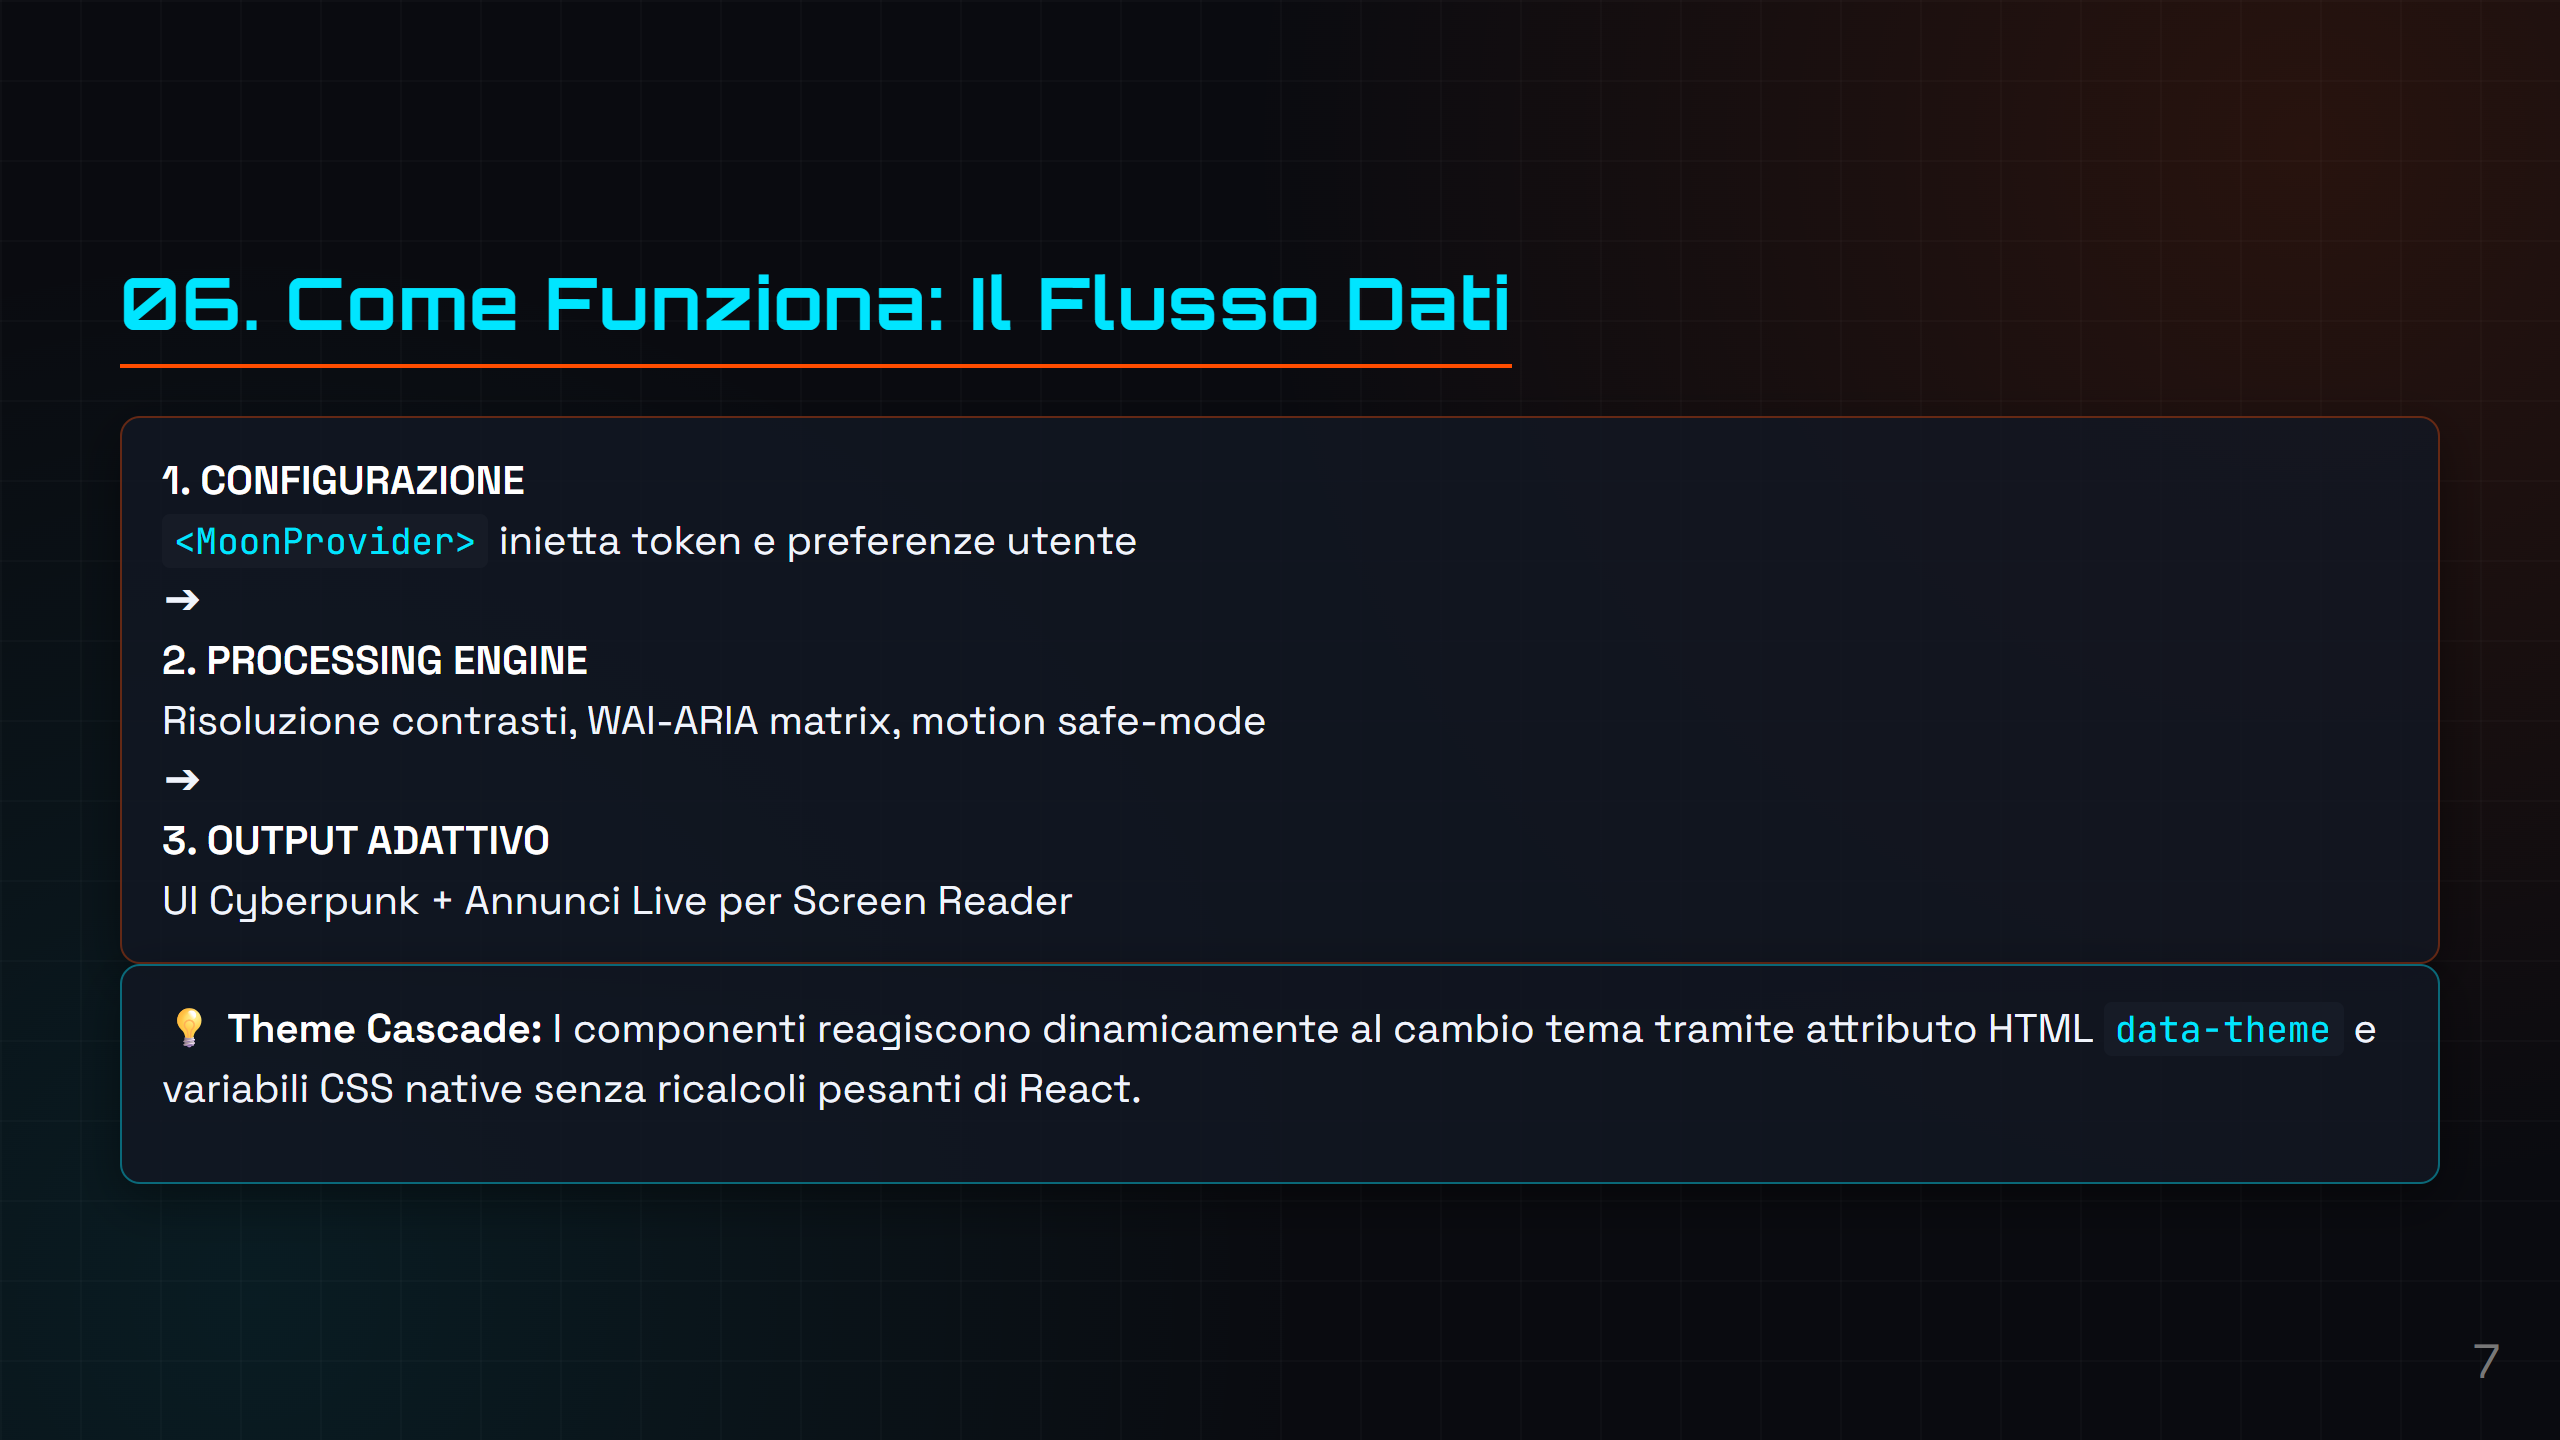 06. Come Funziona: Il Flusso Dati
1. CONFIGURAZIONE
<MoonProvider> inietta token e preferenze utente
➔
2. PROCESSING ENGINE
Risoluzione contrasti, WAI-ARIA matrix, motion safe-mode
➔
3. OUTPUT ADATTIVO
UI Cyberpunk + Annunci Live per Screen Reader
💡 Theme Cascade: I componenti reagiscono dinamicamente al cambio tema tramite attributo HTML data-theme e
variabili CSS native senza ricalcoli pesanti di React.
7